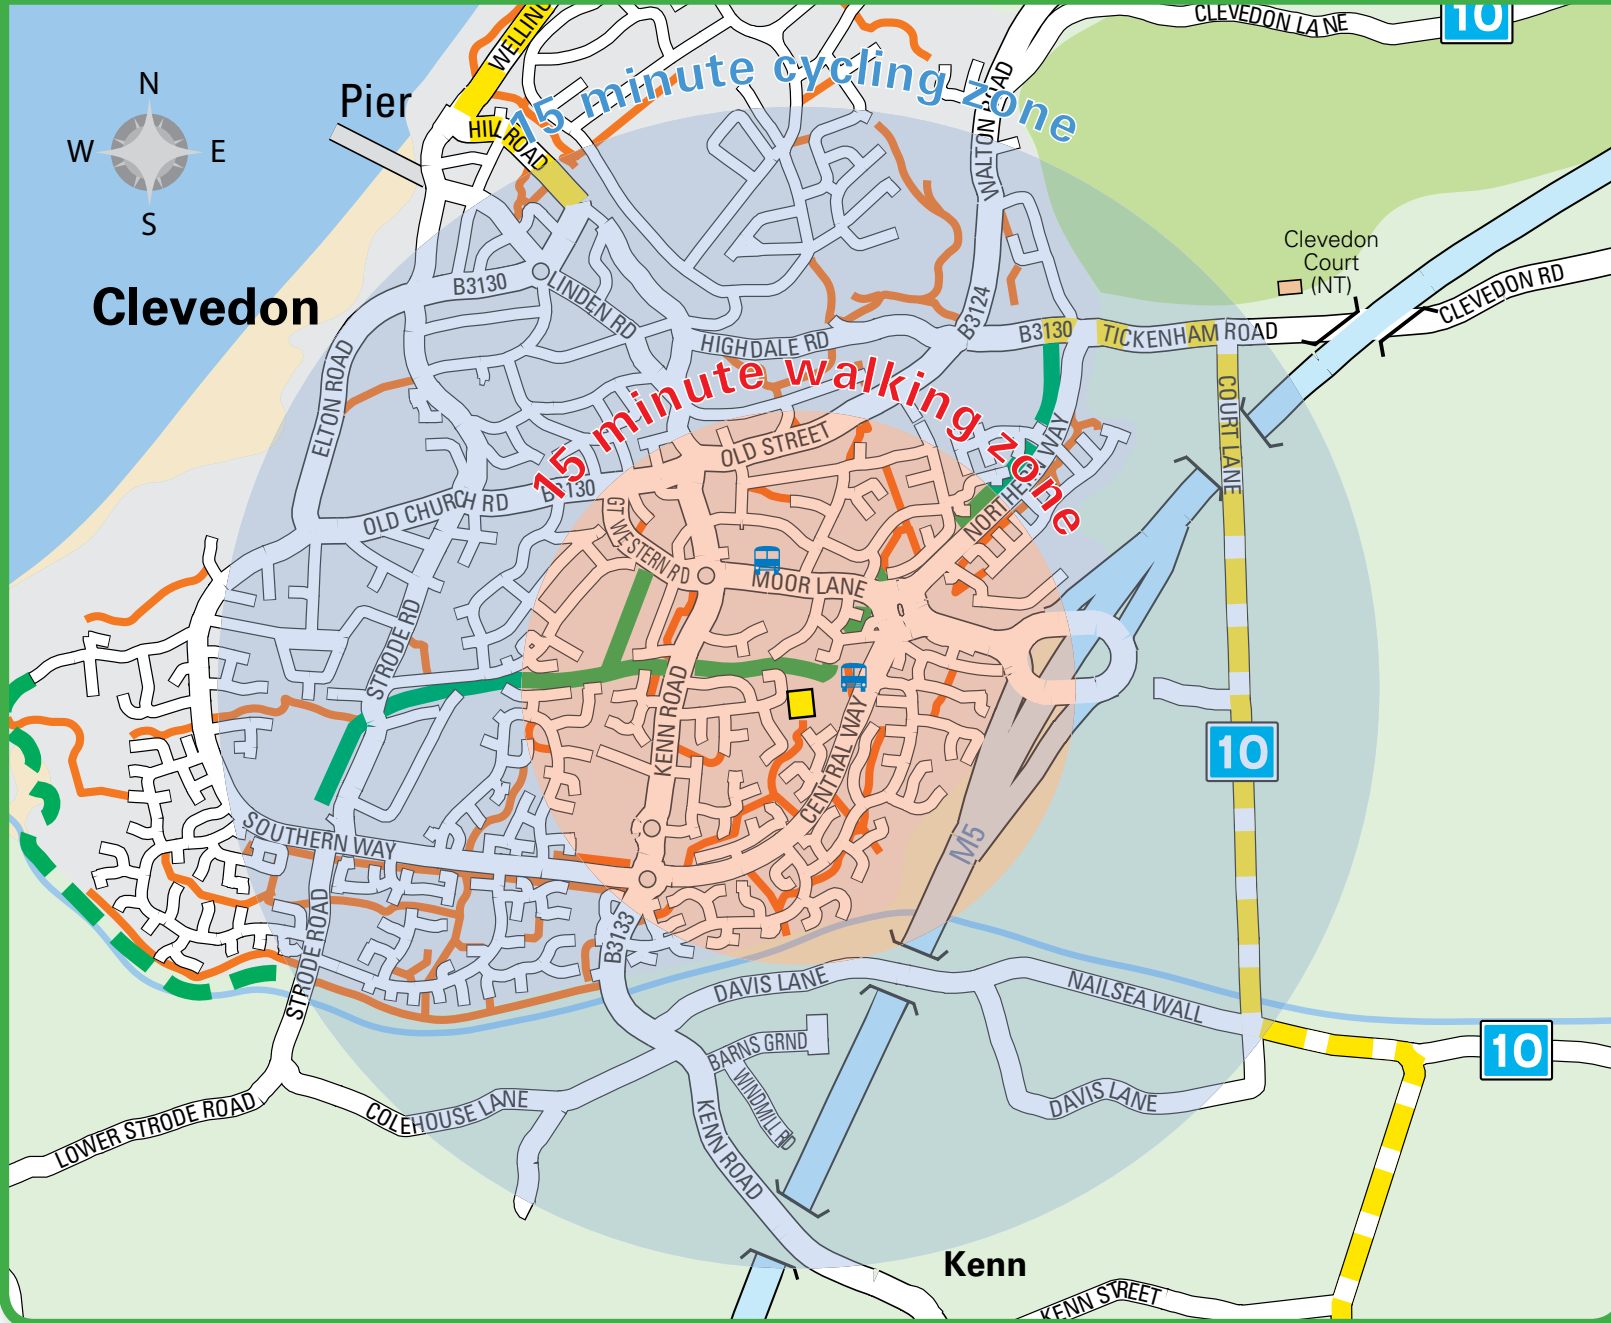 CLEVEDON LANE
10
WELLING
15 minute cycling zone
WALTON ROAD
N
W
E
S
Pier
HILL ROAD
Clevedon
Court
(NT)
B3130
LINDEN RD
CLEVEDON RD
Clevedon
B3124
B3130
TICKENHAM ROAD
HIGHDALE RD
ELTON ROAD
15 minute walking zone
COURT LANE
OLD STREET
NORTHERN WAY
OLD CHURCH RD
B3130
GT WESTERN RD
MOOR LANE
STRODE RD
KENN ROAD
CENTRAL WAY
10
M5
SOUTHERN WAY
STRODE ROAD
B3133
DAVIS LANE
NAILSEA WALL
10
BARNS GRND
WINDMILL RD
COLEHOUSE LANE
DAVIS LANE
LOWER STRODE ROAD
KENN ROAD
Kenn
KENN STREET